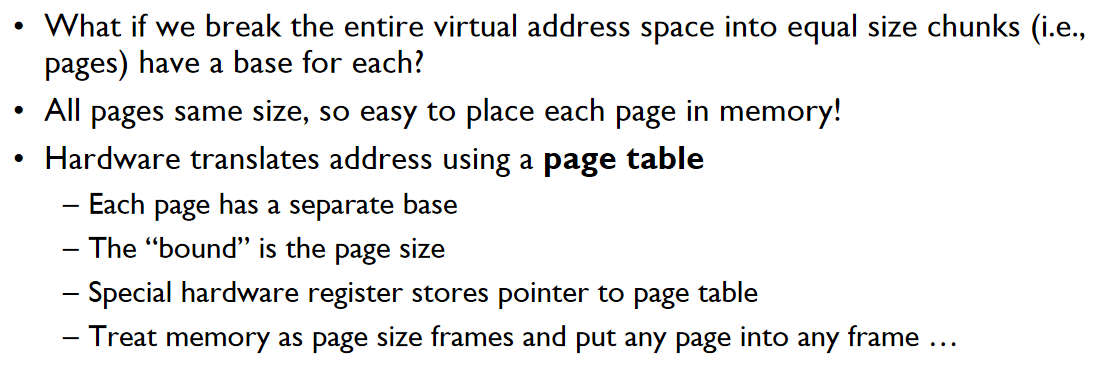 • What if we break the entire virtual address space into equal size chunks (i.e.,
pages) have a base for each?
• All pages same size, so easy to place each page in memory!
• Hardware translates address using a page table
– Each page has a separate base
– The “bound” is the page size
– Special hardware register stores pointer to page table
– Treat memory as page size frames and put any page into any frame …